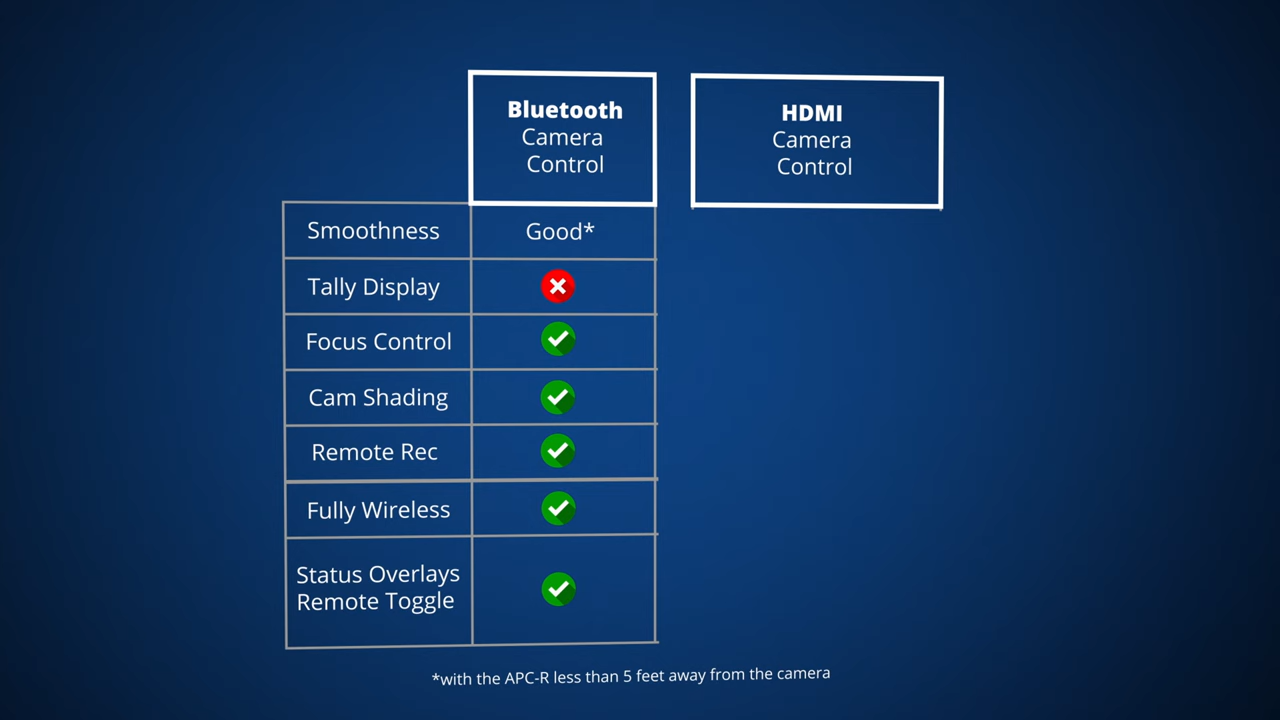 Bluetooth
Camera
Control
HDMI
Camera
Control
Smoothness
Good*
Tally Display
Focus Control
Cam Shading
Remote Rec
Fully Wireless
Status Overlays
Remote Toggle
*with the APC-R less than 5 feet away from the camera